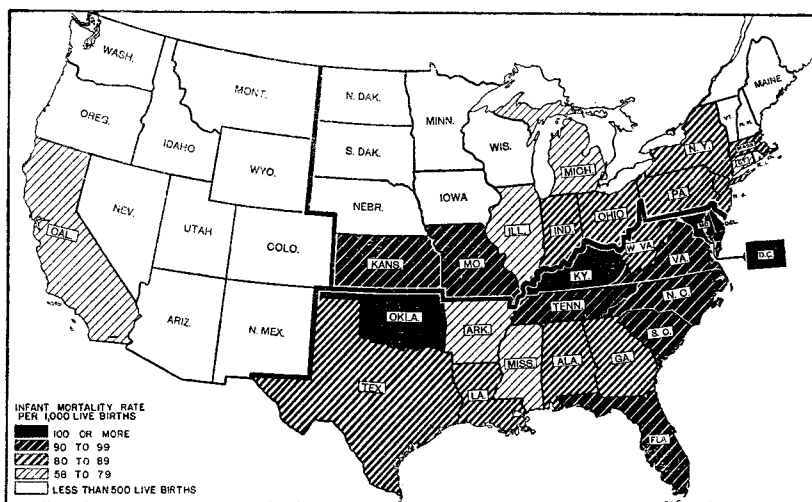 WASH.
MONT.
N. DAK.
MINN.
MAINE
OREG.
IDAHO
S. DAK.
WIS.
VT.
N.H.
N.Y.
WYO.
MICH.
NEBR.
IOWA
PA.
NEV.
UTAH
COLO.
ILL.
IND.
OHIO
CAL.
W. VA.
DEL.
D.C.
KANS.
MO.
KY.
VA.
ARIZ.
N. MEX.
OKLA.
ARK.
TENN.
N. C.
S. C.
TEX.
LA.
MISS.
ALA.
GA.
FLA.
INFANT MORTALITY RATE
PER 1,000 LIVE BIRTHS
100 OR MORE
90 TO 99
80 TO 89
58 TO 79
LESS THAN 500 LIVE BIRTHS